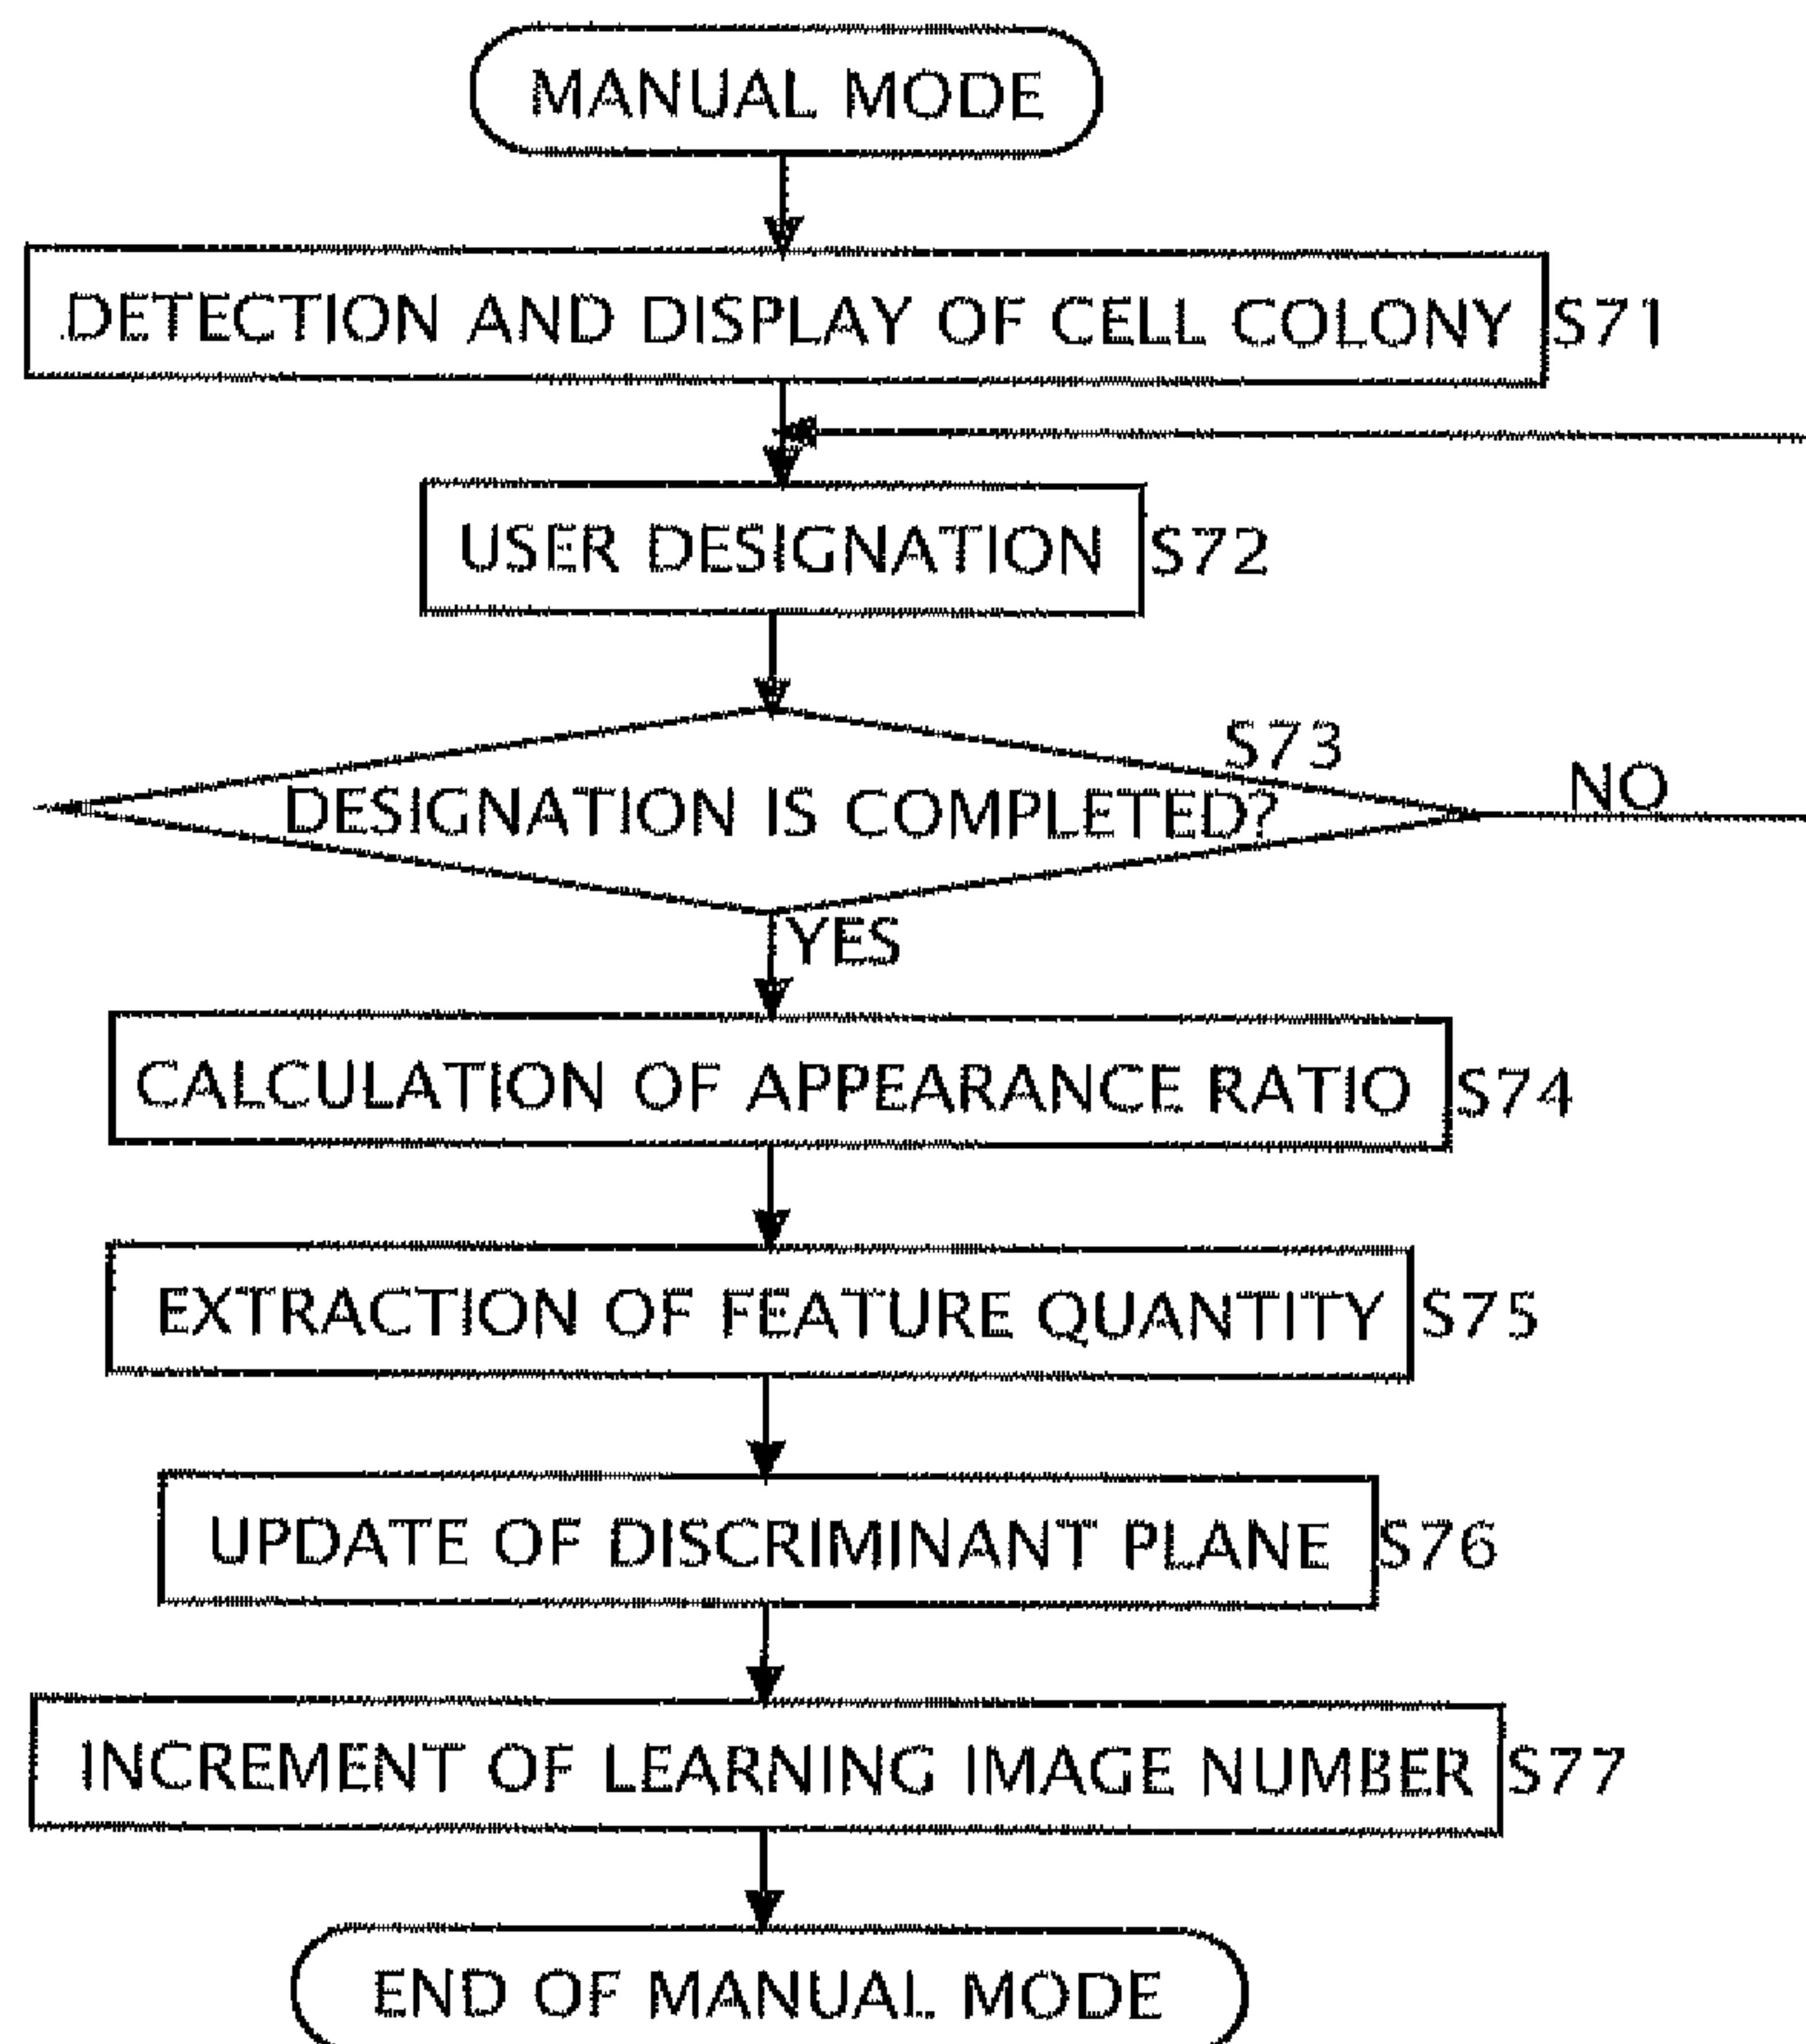 MANUAL MODE
DETECTION AND DISPLAY OF CELL COLONY S71
USER DESIGNATION S72
S73
DESIGNATION IS COMPLETED? NO
YES
CALCULATION OF APPEARANCE RATIO S74
EXTRACTION OF FEATURE QUANTITY S75
UPDATE OF DISCRIMINANT PLANE S76
INCREMENT OF LEARNING IMAGE NUMBER S77
END OF MANUAL MODE